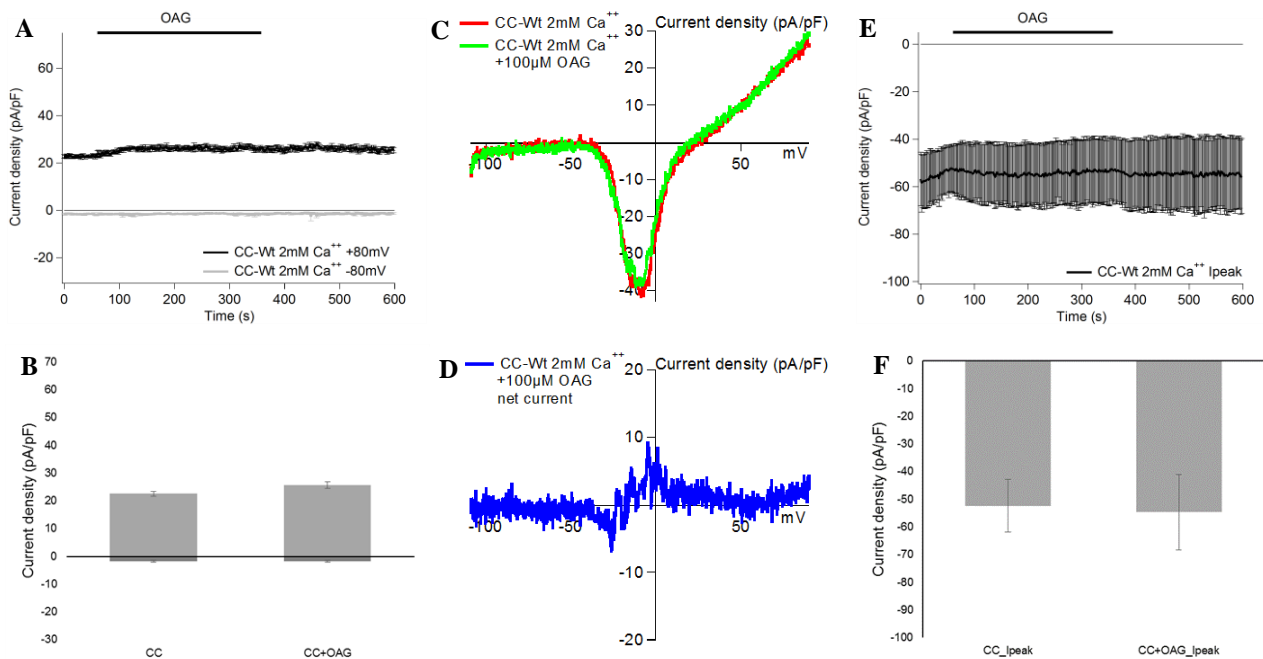 A
OAG
Current density (pA/pF)
60
40
20
0
-20
CC-Wt 2mM Ca++ +80mV
CC-Wt 2mM Ca++ -80mV
0 100 200 300 400 500 600
Time (s)
B
Current density (pA/pF)
70
60
50
40
30
20
10
0
-10
-20
-30
CC CC+OAG
C
CC-Wt 2mM Ca++
CC-Wt 2mM Ca++
+100µM OAG
Current density (pA/pF)
30
20
10
-10
-20
-30
-40
-100 -50 50
mV
D
CC-Wt 2mM Ca++
+100µM OAG
net current
Current density (pA/pF)
20
10
-10
-20
-100 -50 50
mV
E
OAG
Current density (pA/pF)
0
-20
-40
-60
-80
-100
CC-Wt 2mM Ca++ Ipeak
0 100 200 300 400 500 600
Time (s)
F
Current density (pA/pF)
0
-10
-20
-30
-40
-50
-60
-70
-80
-90
-100
CC_Ipeak CC+OAG_Ipeak